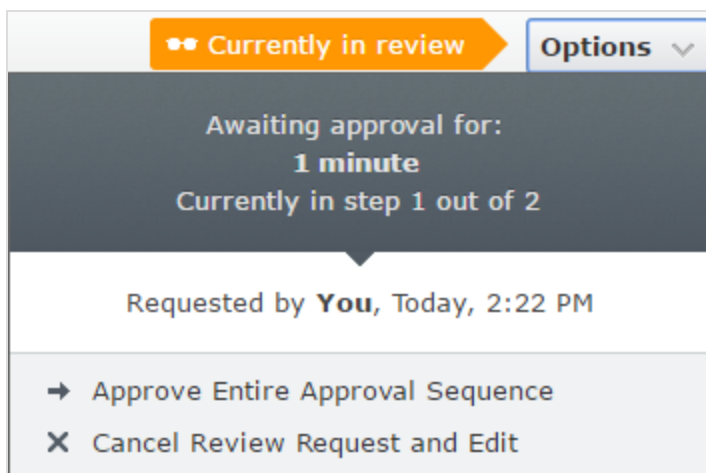 Currently in review
Options
Awaiting approval for:
1 minute
Currently in step 1 out of 2
Requested by You, Today, 2:22 PM
Approve Entire Approval Sequence
Cancel Review Request and Edit